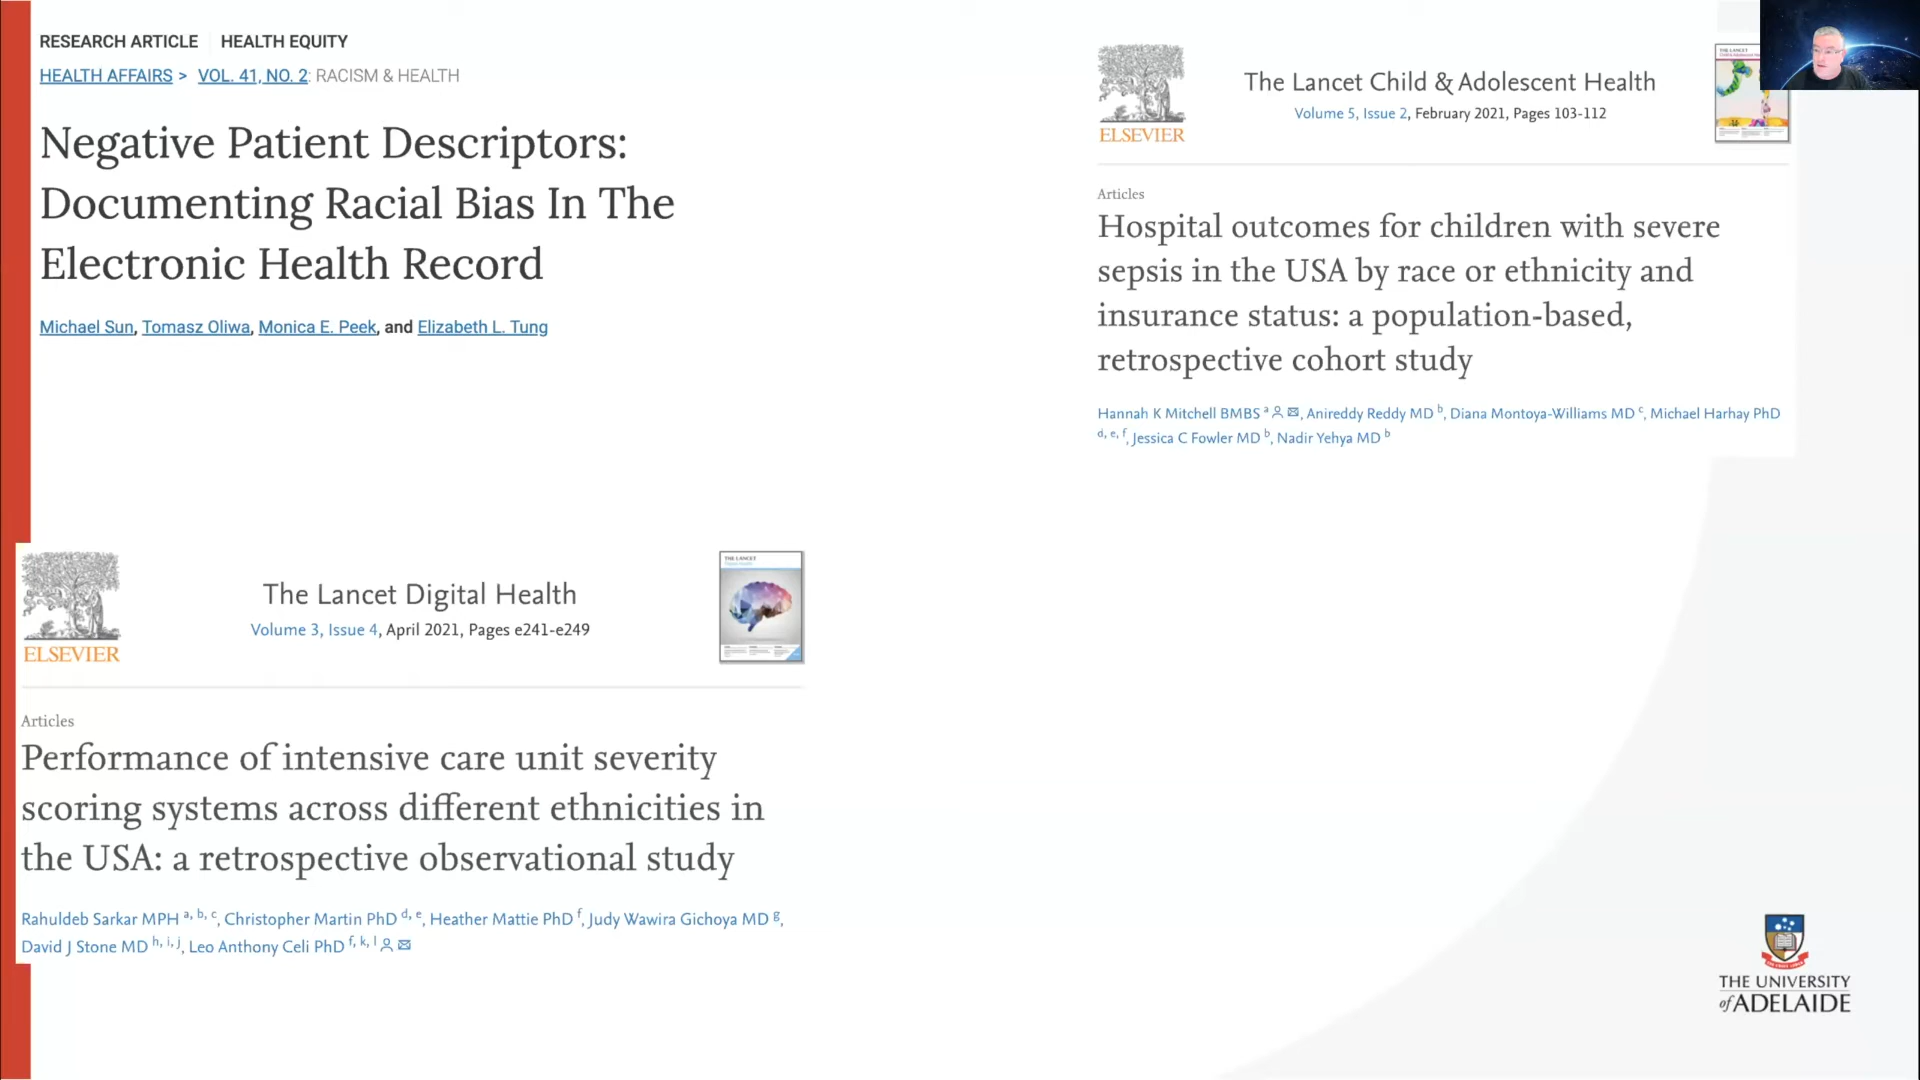 RESEARCH ARTICLE HEALTH EQUITY
HEALTH AFFAIRS > VOL. 41, NO. 2: RACISM & HEALTH
Negative Patient Descriptors:
Documenting Racial Bias In The
Electronic Health Record
Michael Sun, Tomasz Oliwa, Monica E. Peek, and Elizabeth L. Tung
ELSEVIER
The Lancet Child & Adolescent Health
Volume 5, Issue 2, February 2021, Pages 103-112
THE LANCET
Articles
Hospital outcomes for children with severe
sepsis in the USA by race or ethnicity and
insurance status: a population-based,
retrospective cohort study
Hannah K Mitchell BMBS a, Anireddy Reddy MD b, Diana Montoya-Williams MD c, Michael Harhay PhD
d, e, f, Jessica C Fowler MD b, Nadir Yehya MD b
ELSEVIER
The Lancet Digital Health
Volume 3, Issue 4, April 2021, Pages e241-e249
THE LANCET
Digital Health
Articles
Performance of intensive care unit severity
scoring systems across different ethnicities in
the USA: a retrospective observational study
Rahuldeb Sarkar MPH a, b, c, Christopher Martin PhD d, e, Heather Mattie PhD f, Judy Wawira Gichoya MD g,
David J Stone MD h, i, j, Leo Anthony Celi PhD f, k, l
THE UNIVERSITY
of ADELAIDE